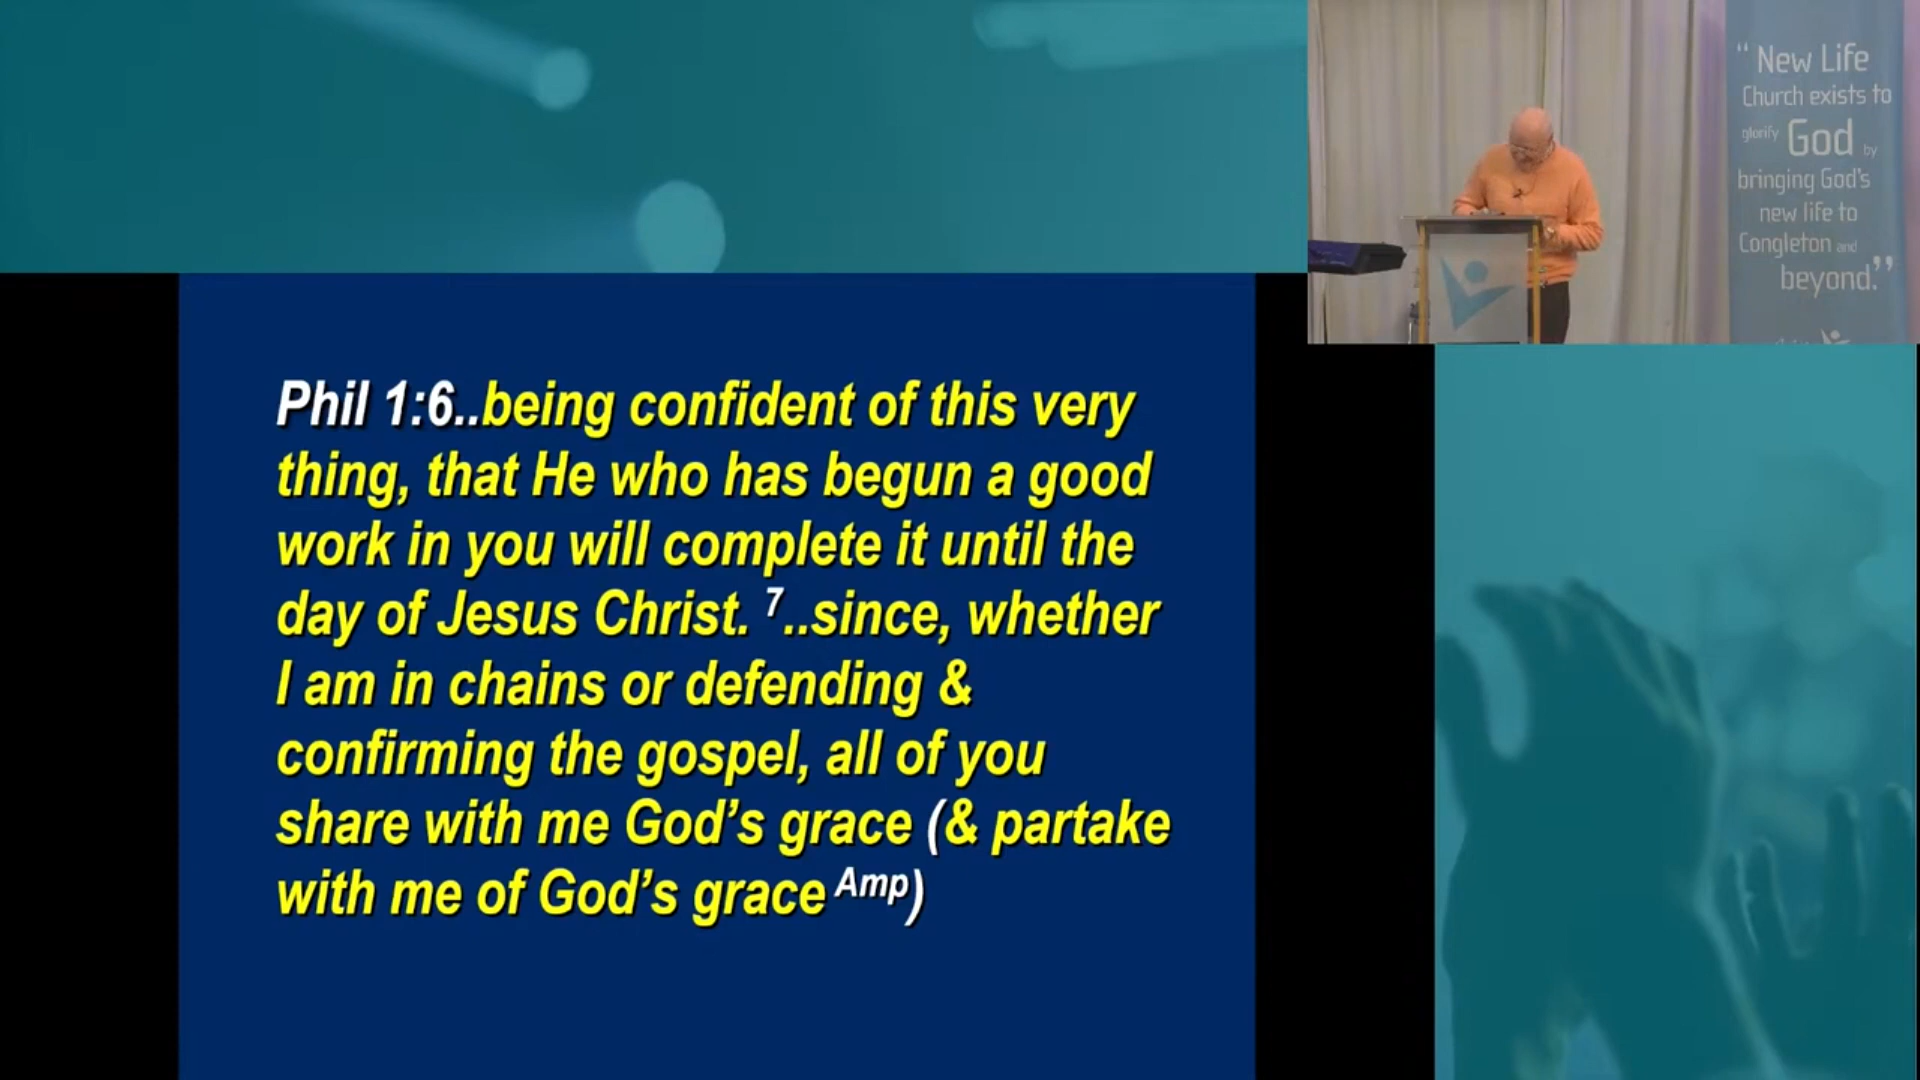 Phil 1:6..being confident of this very
thing, that He who has begun a good
work in you will complete it until the
day of Jesus Christ. ⁷..since, whether
I am in chains or defending &
confirming the gospel, all of you
share with me God's grace (& partake
with me of God's grace Amp)
“ New Life
Church exists to
glorify God by
bringing God's
new life to
Congleton and
beyond.”